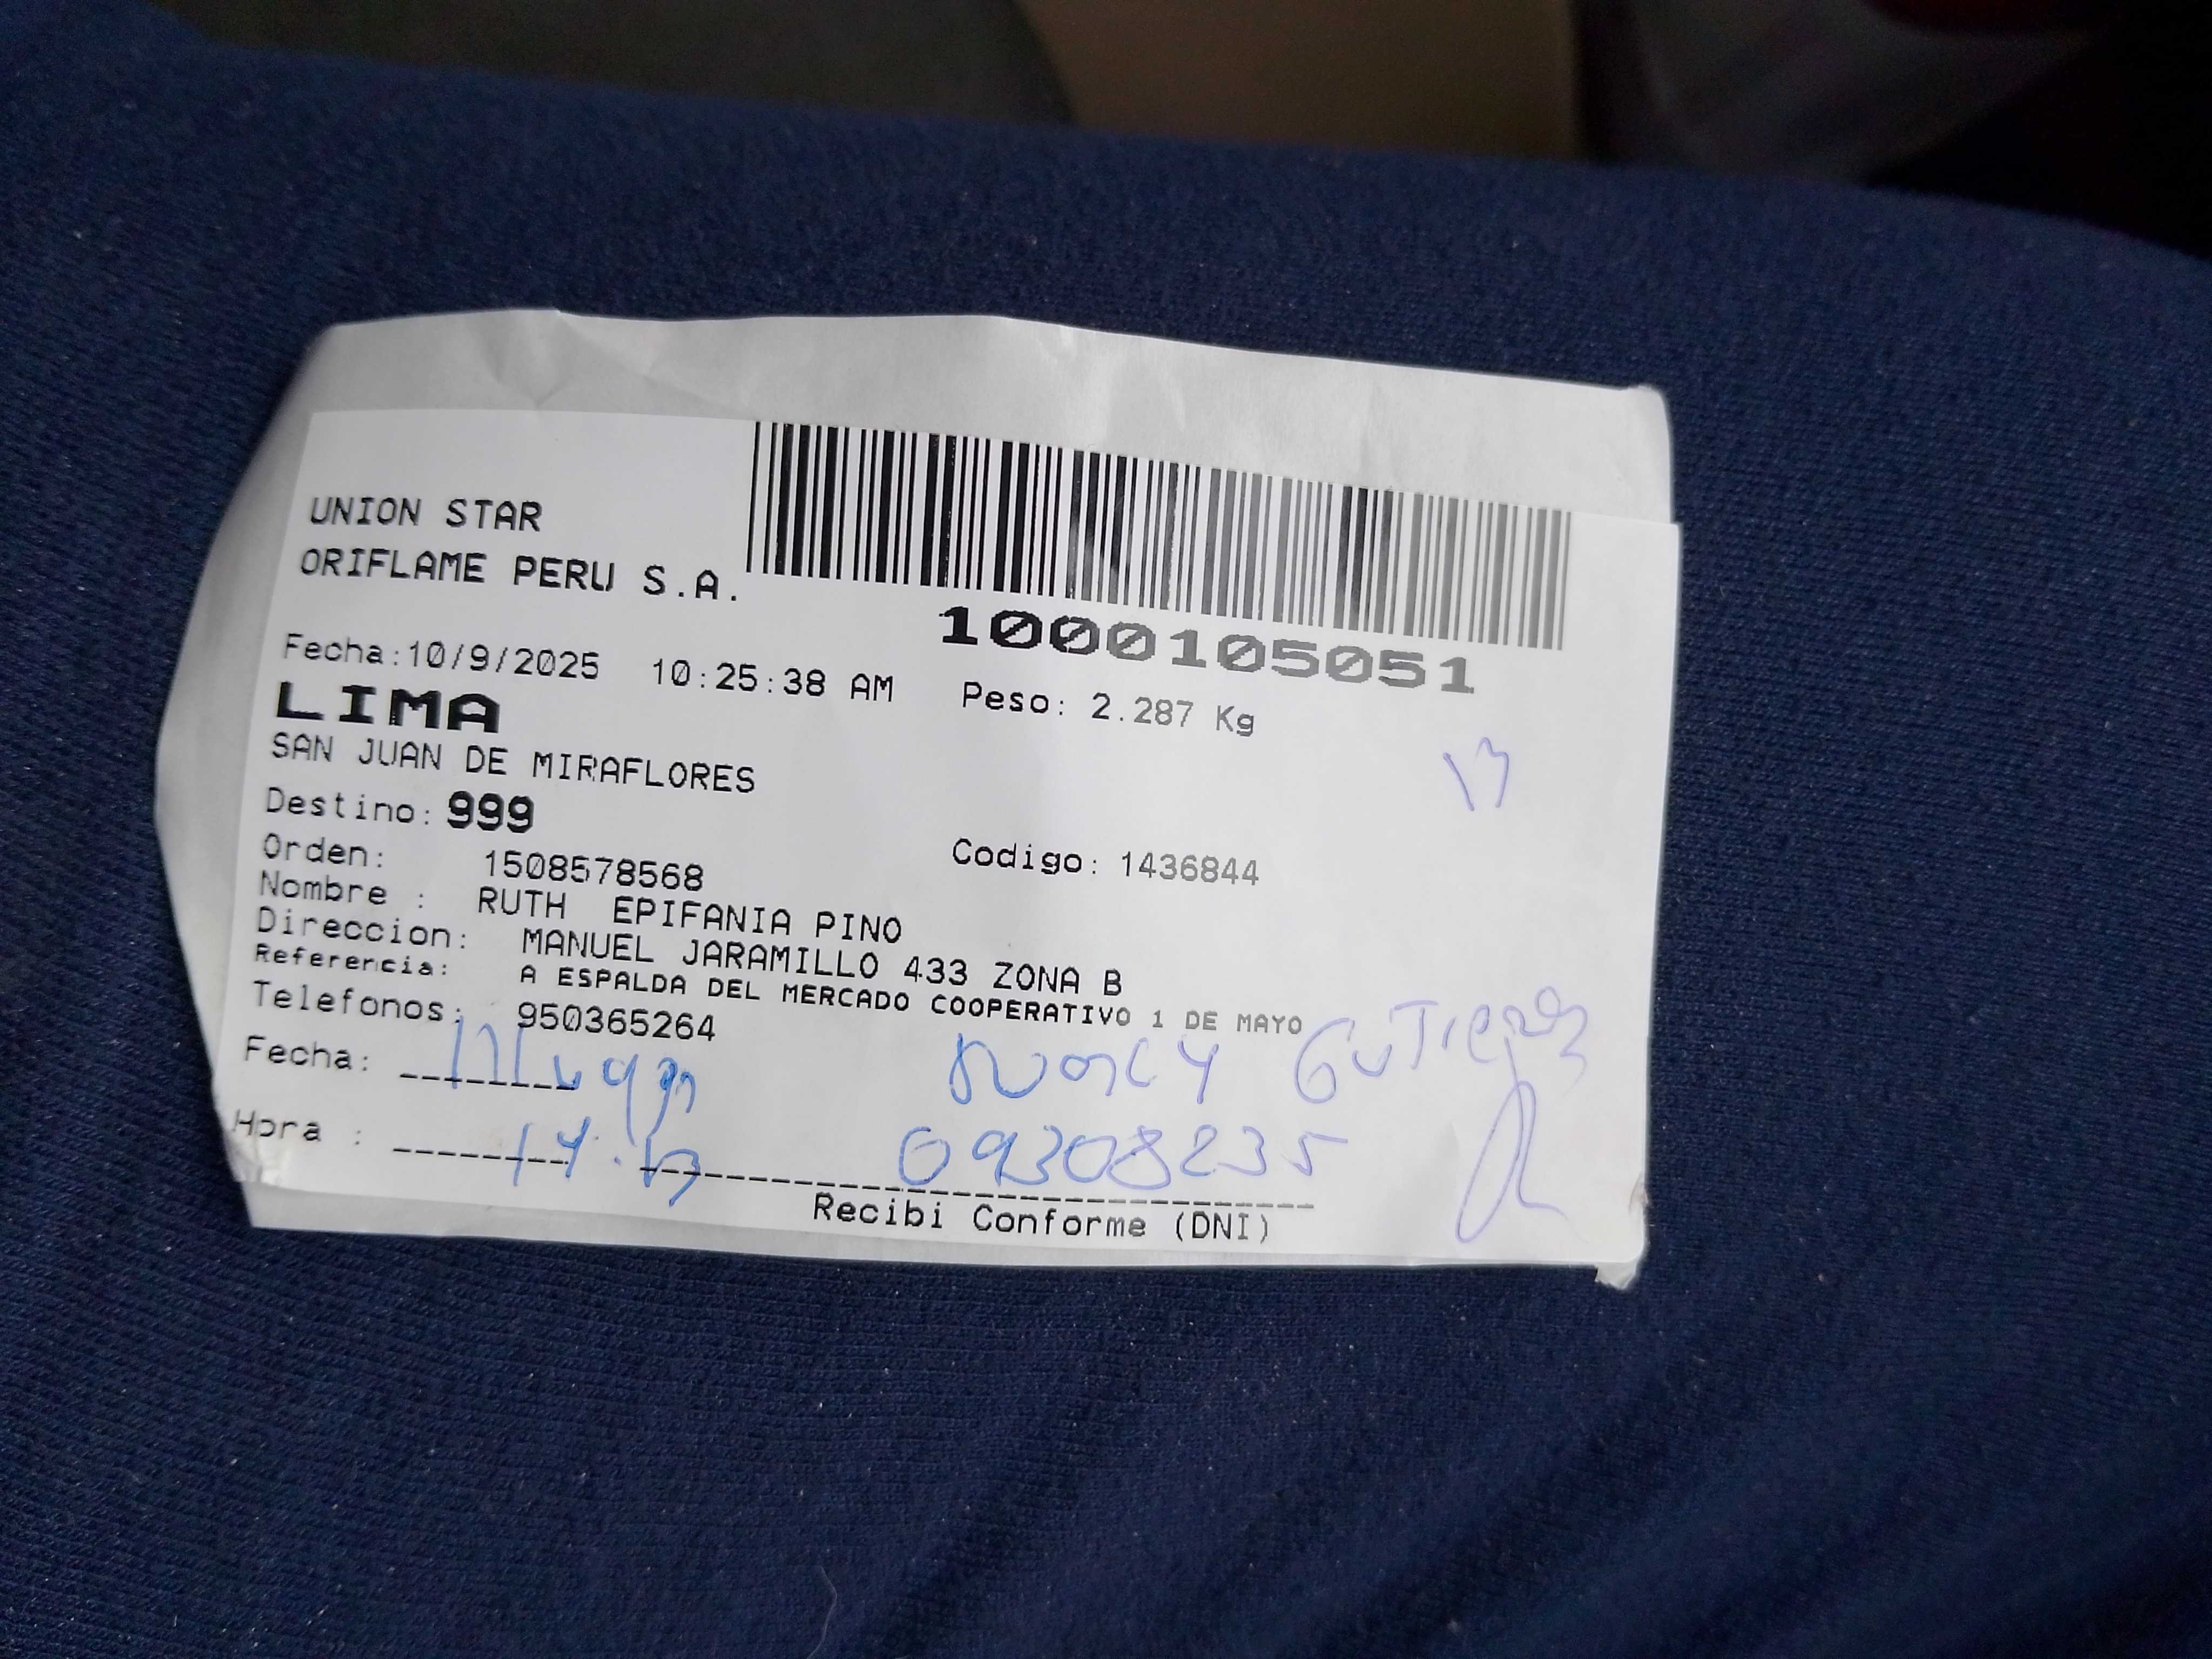 UNION STAR
ORIFLAME PERU S.A.
1000105051
Fecha:10/9/2025 10:25:38 AM Peso: 2.287 Kg
LIMA
SAN JUAN DE MIRAFLORES
13
Destino: 999
Orden: 1508578568 Codigo: 1436844
Nombre : RUTH EPIFANIA PINO
Direccion: MANUEL JARAMILLO 433 ZONA B
Referencia: A ESPALDA DEL MERCADO COOPERATIVO 1 DE MAYO
Telefonos: 950365264
Fecha: Gutierrez
Hora : 09308235
Recibi Conforme (DNI)